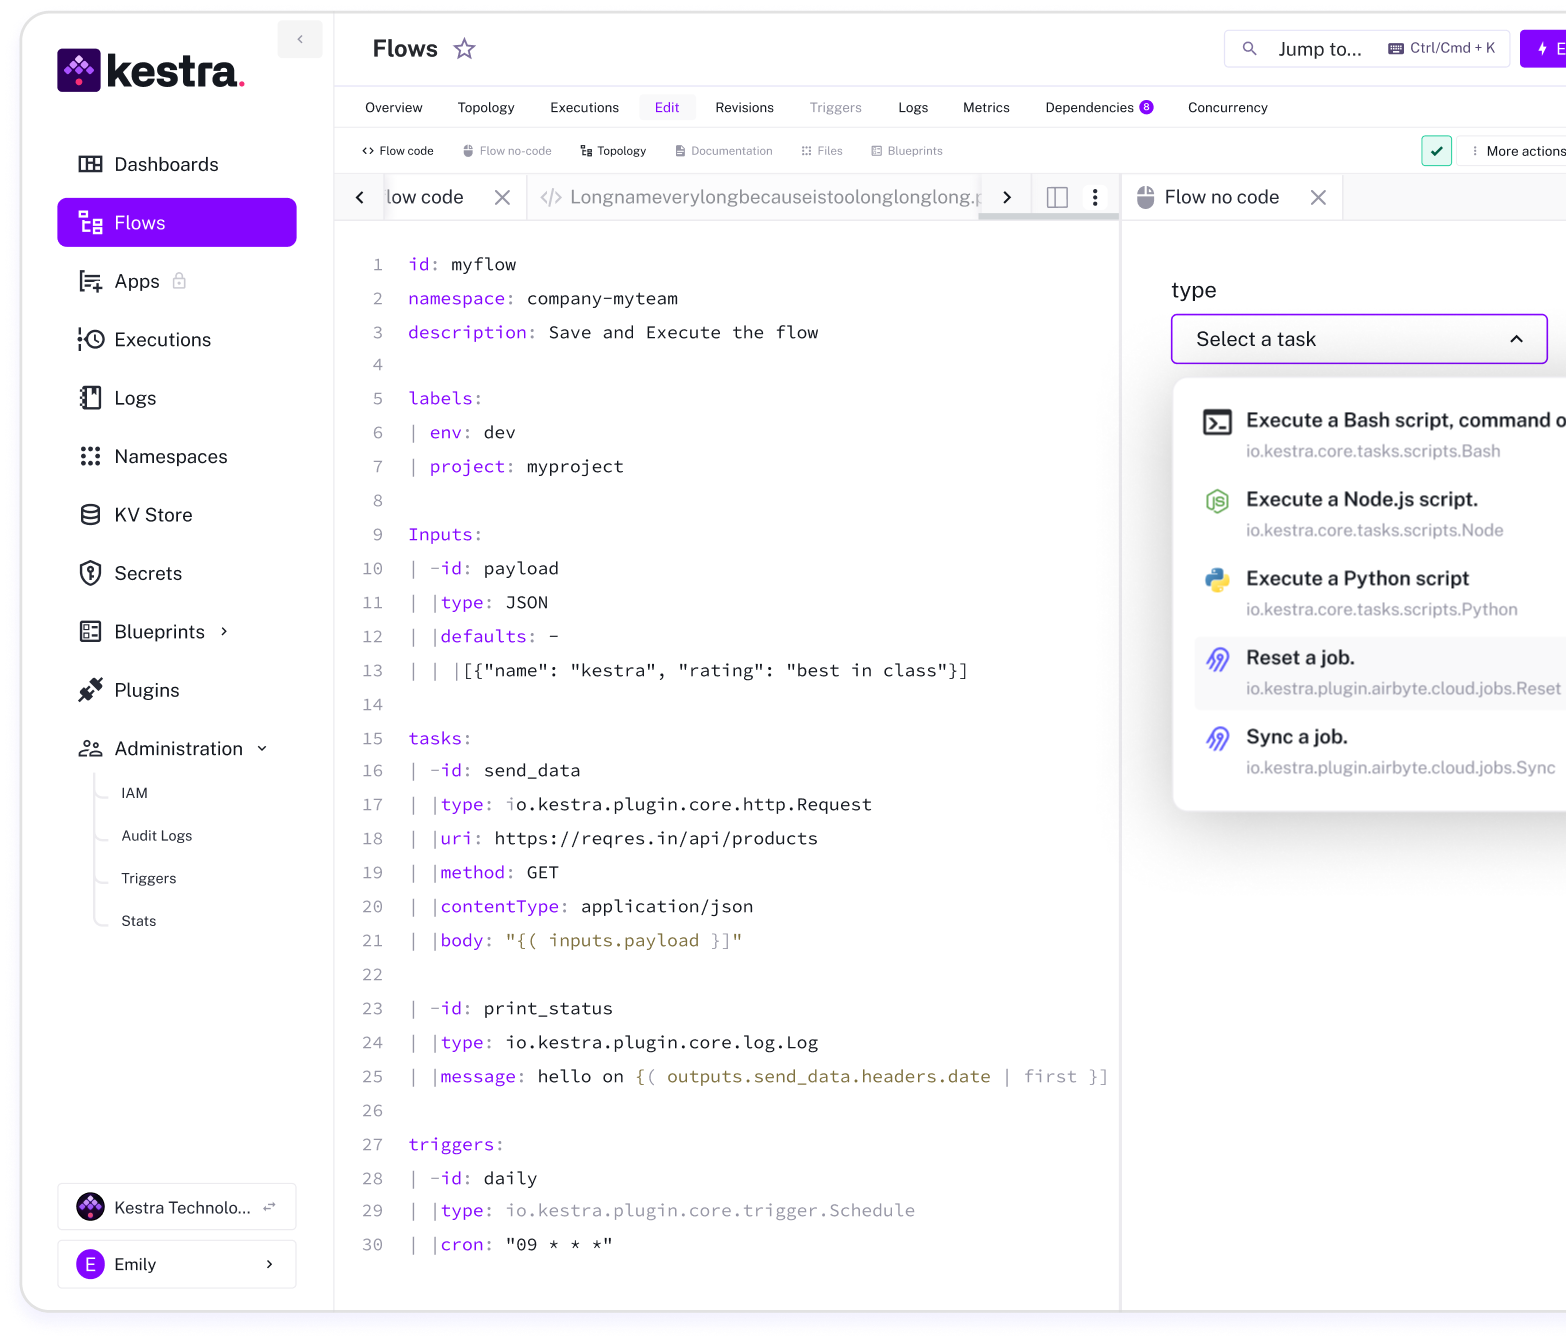 kestra.
Dashboards
Flows
Apps
Executions
Logs
Namespaces
KV Store
Secrets
Blueprints
Plugins
Administration
IAM
Audit Logs
Triggers
Stats
Kestra Technolo...
E Emily
Flows
Jump to... Ctrl/Cmd + K
E
Overview Topology Executions Edit Revisions Triggers Logs Metrics Dependencies 8 Concurrency
Flow code Flow no-code Topology Documentation Files Blueprints
More actions
low code Longnameverylongbecauseistoolonglonglong.p
Flow no code
1 id: myflow
2 namespace: company-myteam
3 description: Save and Execute the flow
4
5 labels:
6 | env: dev
7 | project: myproject
8
9 Inputs:
10 | -id: payload
11 | |type: JSON
12 | |defaults: -
13 | | |[{"name": "kestra", "rating": "best in class"}]
14
15 tasks:
16 | -id: send_data
17 | |type: io.kestra.plugin.core.http.Request
18 | |uri: https://reqres.in/api/products
19 | |method: GET
20 | |contentType: application/json
21 | |body: "{( inputs.payload }]"
22
23 | -id: print_status
24 | |type: io.kestra.plugin.core.log.Log
25 | |message: hello on {( outputs.send_data.headers.date | first }]
26
27 triggers:
28 | -id: daily
29 | |type: io.kestra.plugin.core.trigger.Schedule
30 | |cron: "09 * * *"
type
Select a task
Execute a Bash script, command o
io.kestra.core.tasks.scripts.Bash
JS Execute a Node.js script.
io.kestra.core.tasks.scripts.Node
Execute a Python script
io.kestra.core.tasks.scripts.Python
Reset a job.
io.kestra.plugin.airbyte.cloud.jobs.Reset
Sync a job.
io.kestra.plugin.airbyte.cloud.jobs.Sync